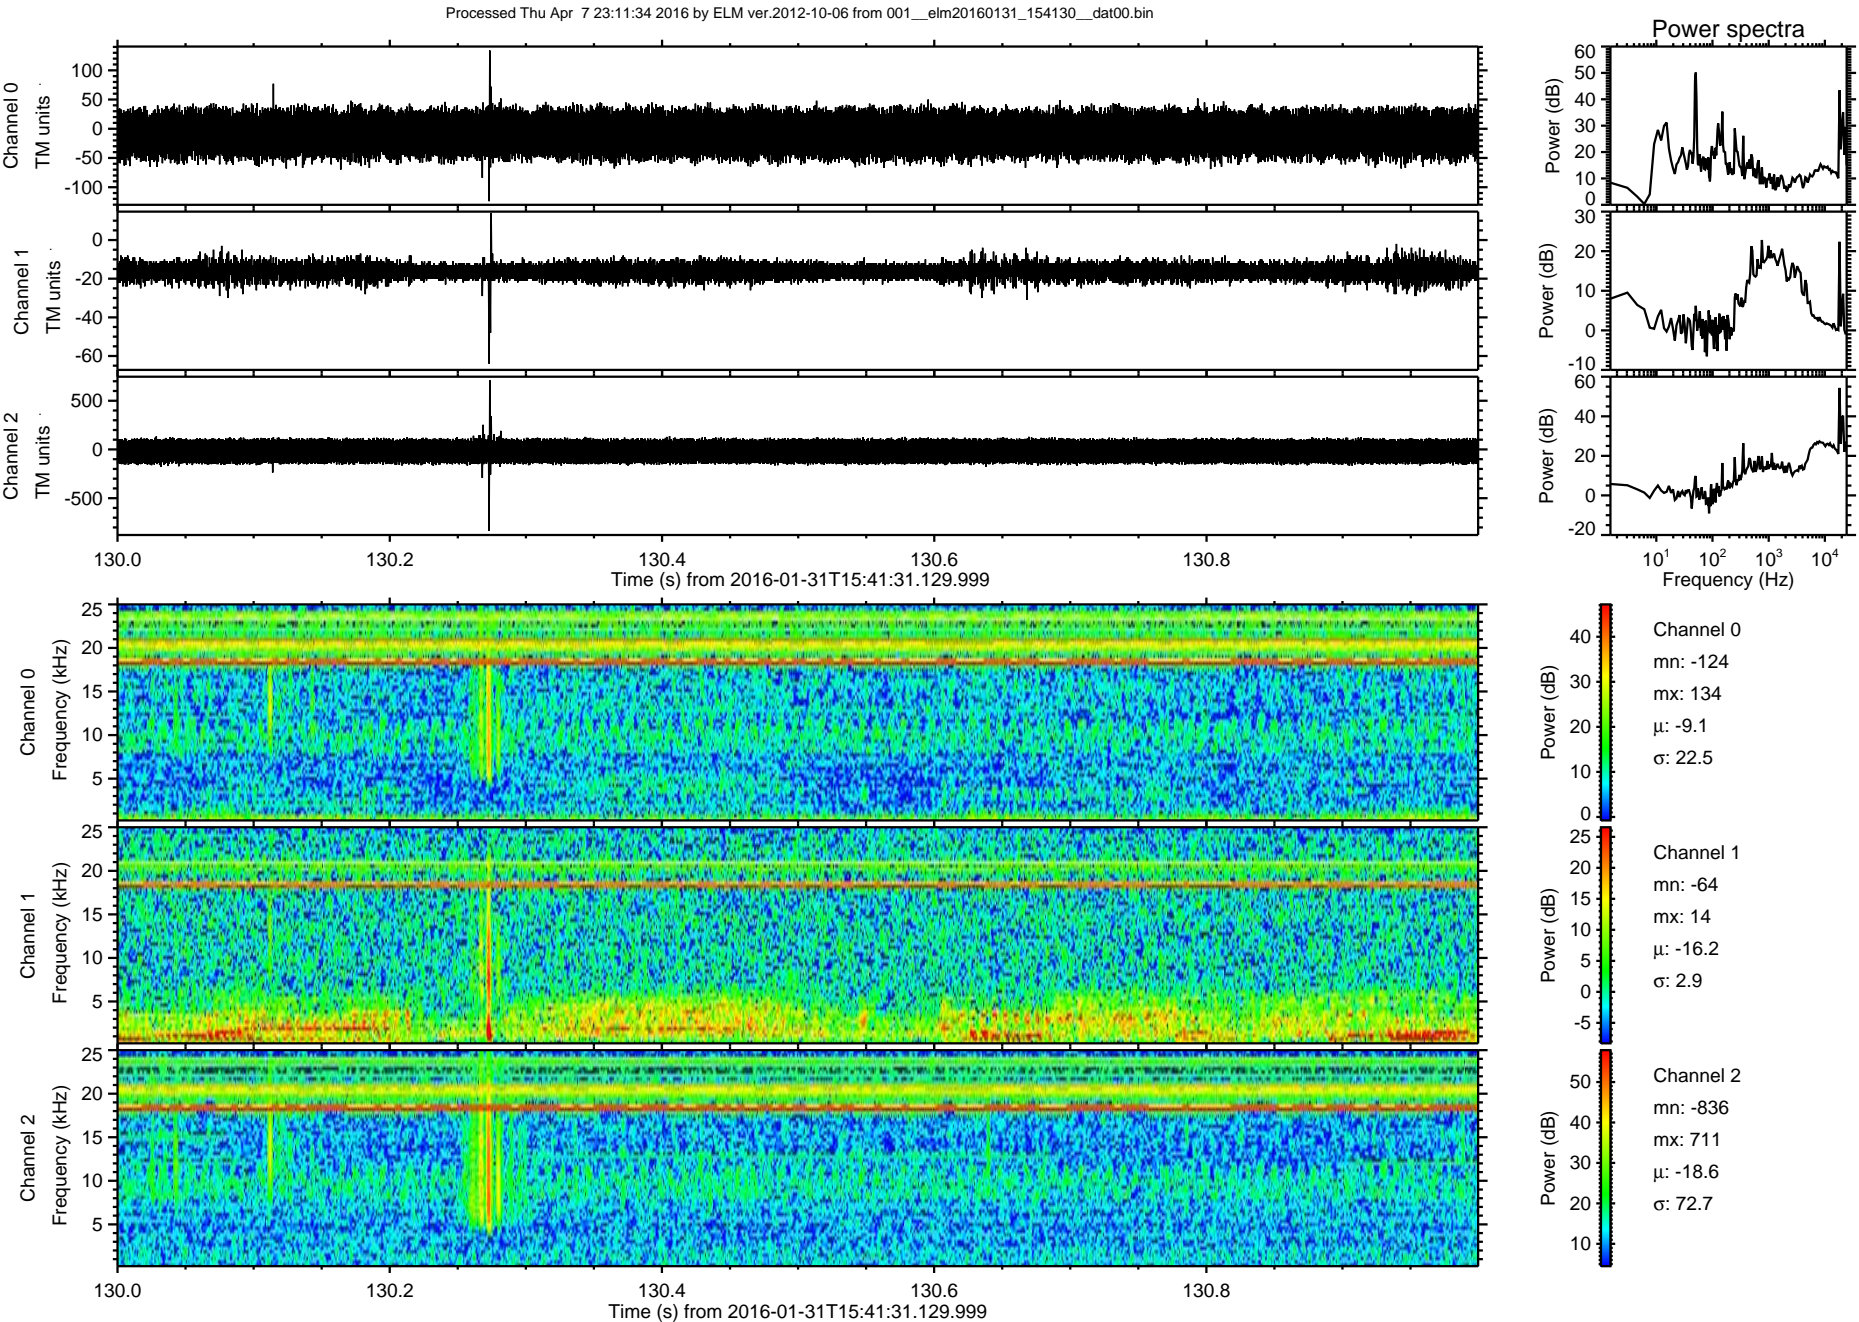 Processed Thu Apr  7 23:11:34 2016 by ELM ver.2012-10-06 from 001__elm20160131_154130__dat00.bin
Power spectra
Channel 0
TM units
100
50
0
-50
-100
Power (dB)
60
50
40
30
20
10
0
Channel 1
TM units
0
-20
-40
-60
Power (dB)
30
20
10
0
-10
Channel 2
TM units
500
0
-500
Power (dB)
60
40
20
0
-20
130.0 130.2 130.4 130.6 130.8
Time (s) from 2016-01-31T15:41:31.129.999
10^1 10^2 10^3 10^4
Frequency (Hz)
Channel 0
Frequency (kHz)
25
20
15
10
5
Power (dB)
40
30
20
10
0
Channel 0
mn: -124
mx: 134
μ: -9.1
σ: 22.5
Channel 1
Frequency (kHz)
25
20
15
10
5
Power (dB)
25
20
15
10
5
0
-5
Channel 1
mn: -64
mx: 14
μ: -16.2
σ: 2.9
Channel 2
Frequency (kHz)
25
20
15
10
5
Power (dB)
50
40
30
20
10
Channel 2
mn: -836
mx: 711
μ: -18.6
σ: 72.7
130.0 130.2 130.4 130.6 130.8
Time (s) from 2016-01-31T15:41:31.129.999